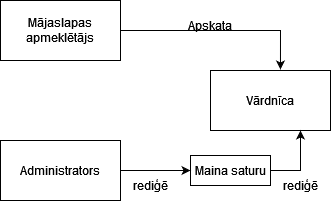 Mājaslapas
apmeklētājs
Apskata
Vārdnīca
Administrators
rediģē
Maina saturu
rediģē